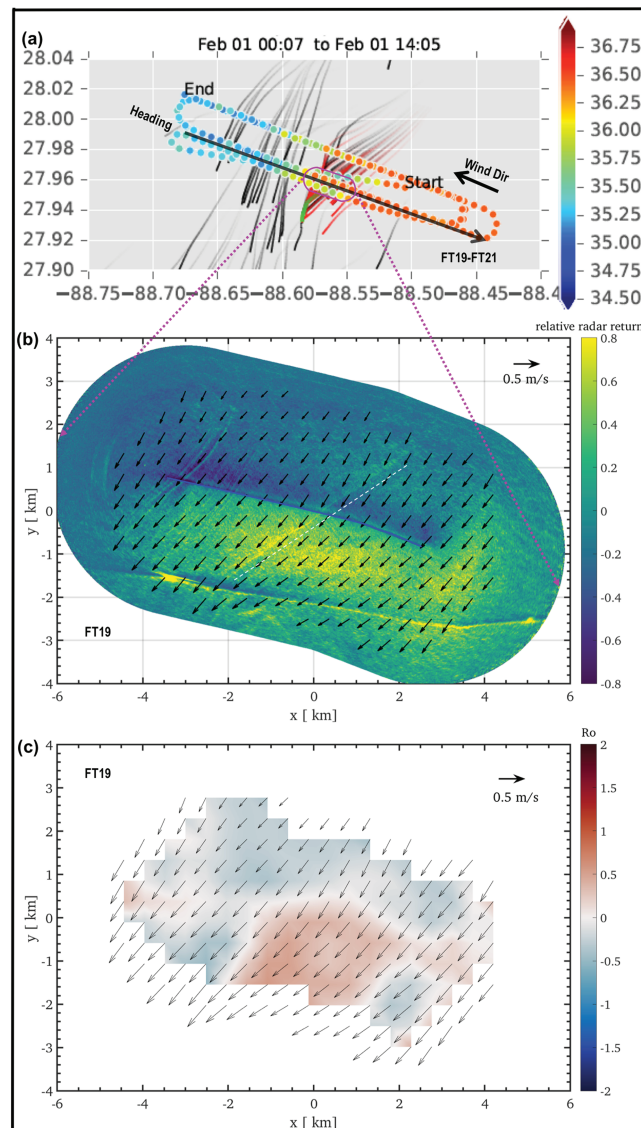 (a)
Feb 01 00:07 to Feb 01 14:05
28.04
28.02
28.00
27.98
27.96
27.94
27.92
27.90
End
Heading
Start
Wind Dir
FT19-FT21
−88.75 −88.70 −88.65 −88.60 −88.55 −88.50 −88.45 −88.4
36.75
36.50
36.25
36.00
35.75
35.50
35.25
35.00
34.75
34.50
(b)
relative radar return
4
3
2
1
0
-1
-2
-3
-4
y [ km]
0.5 m/s
FT19
-6 -4 -2 0 2 4 6
x [ km]
0.8
0.6
0.4
0.2
0
-0.2
-0.4
-0.6
-0.8
(c)
Ro
4
3
2
1
0
-1
-2
-3
-4
y [ km]
FT19
0.5 m/s
-6 -4 -2 0 2 4 6
x [ km]
2
1.5
1
0.5
0
-0.5
-1
-1.5
-2